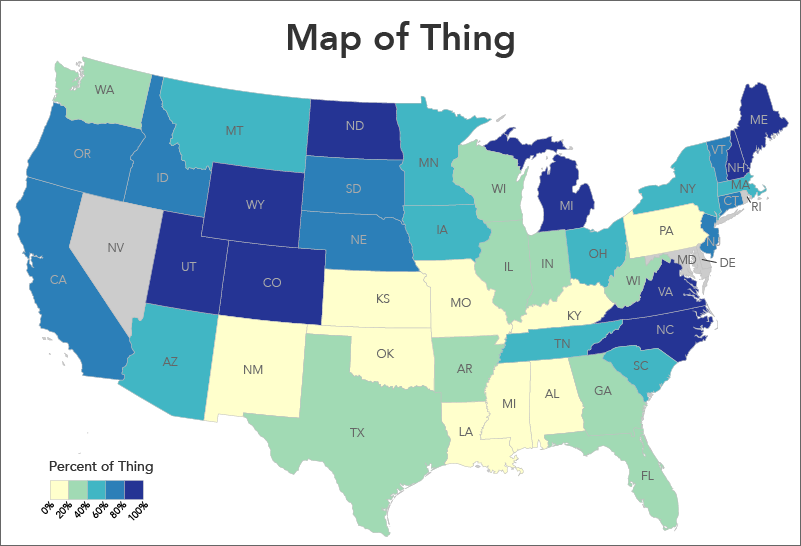 Map of Thing
WA
MT
ND
ME
OR
ID
MN
VT
NH
SD
WI
NY
MA
WY
MI
CT
RI
IA
PA
NE
NJ
NV
OH
UT
IL
IN
MD
DE
CA
CO
WI
VA
KS
MO
KY
NC
TN
AZ
NM
OK
AR
SC
TX
MI
AL
GA
LA
FL
Percent of Thing
0%
20%
40%
60%
80%
100%